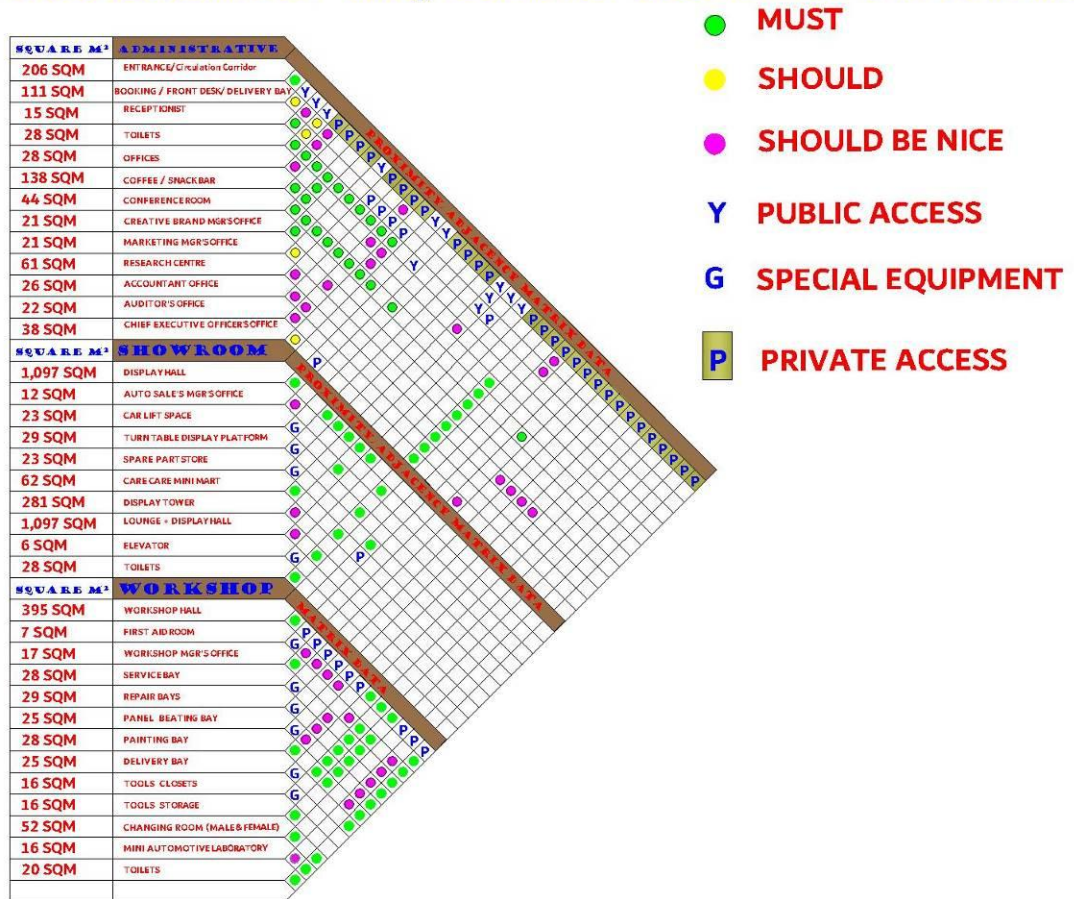 SQUARE M² ADMINISTRATIVE
206 SQM ENTRANCE/Circulation Corridor
111 SQM BOOKING / FRONT DESK/ DELIVERY BAY
15 SQM RECEPTIONIST
28 SQM TOILETS
28 SQM OFFICES
138 SQM COFFEE / SNACK BAR
44 SQM CONFERENCE ROOM
21 SQM CREATIVE BRAND MGR'S OFFICE
21 SQM MARKETING MGR'S OFFICE
61 SQM RESEARCH CENTRE
26 SQM ACCOUNTANT OFFICE
22 SQM AUDITOR'S OFFICE
38 SQM CHIEF EXECUTIVE OFFICER'S OFFICE
SQUARE M² SHOWROOM
1,097 SQM DISPLAY HALL
12 SQM AUTO SALE'S MGR'S OFFICE
23 SQM CAR LIFT SPACE
29 SQM TURN TABLE DISPLAY PLATFORM
23 SQM SPARE PART STORE
62 SQM CARE CARE MINI MART
281 SQM DISPLAY TOWER
1,097 SQM LOUNGE + DISPLAY HALL
6 SQM ELEVATOR
28 SQM TOILETS
SQUARE M² WORKSHOP
395 SQM WORKSHOP HALL
7 SQM FIRST AID ROOM
17 SQM WORKSHOP MGR'S OFFICE
28 SQM SERVICE BAY
29 SQM REPAIR BAYS
25 SQM PANEL BEATING BAY
28 SQM PAINTING BAY
25 SQM DELIVERY BAY
16 SQM TOOLS CLOSETS
16 SQM TOOLS STORAGE
52 SQM CHANGING ROOM (MALE & FEMALE)
16 SQM MINI AUTOMOTIVE LABORATORY
20 SQM TOILETS
PROXIMITY ADJACENCY MATRIX DATA
PROXIMITY ADJACENCY MATRIX DATA
MATRIX DATA
MUST
SHOULD
SHOULD BE NICE
Y PUBLIC ACCESS
G SPECIAL EQUIPMENT
P PRIVATE ACCESS